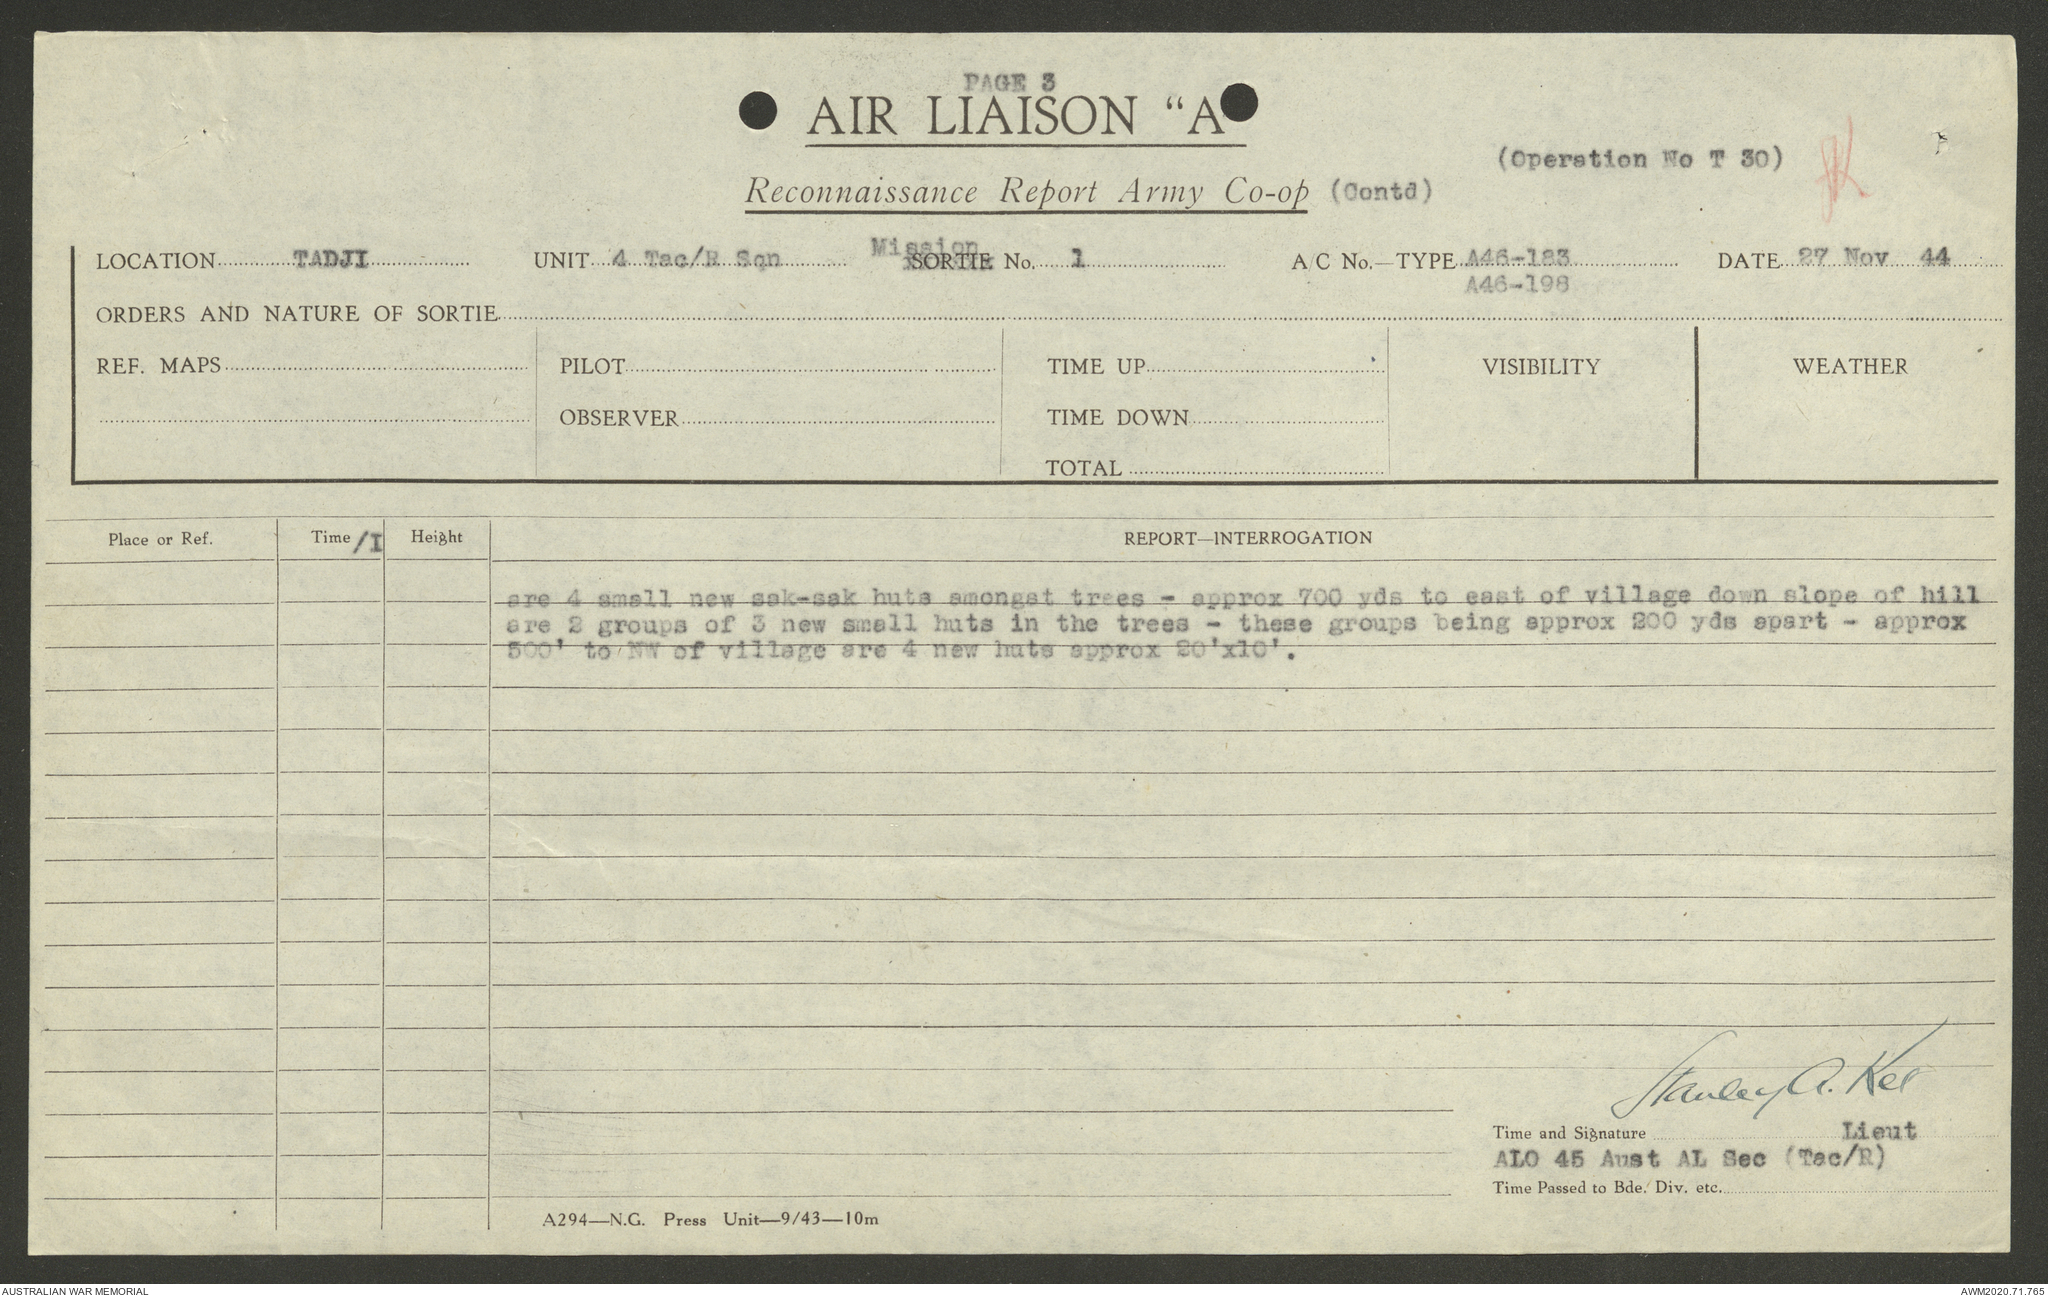 PAGE 3
AIR LIAISON "A
(Operation No T 30)
Reconnaissance Report Army Co-op (Contd)
LOCATION TADJI UNIT 4 Tac/R Sqn Mission SORTIE No. 1 A/C No.—TYPE A46-183 DATE 27 Nov 44
A46-198
ORDERS AND NATURE OF SORTIE
REF. MAPS PILOT TIME UP VISIBILITY WEATHER
OBSERVER TIME DOWN
TOTAL
Place or Ref. Time /I Height REPORT—INTERROGATION
are 4 small new sak-sak huts amongst trees - approx 700 yds to east of village down slope of hill
are 2 groups of 3 new small huts in the trees - these groups being approx 200 yds apart - approx
500' to NW of village are 4 new huts approx 20'x10'.
Stanley A.
Time and Signature Lieut
ALO 45 Aust AL Sec (Tac/R)
Time Passed to Bde. Div. etc.
A294—N.G. Press Unit—9/43—10m
AUSTRALIAN WAR MEMORIAL AWM2020.71.765